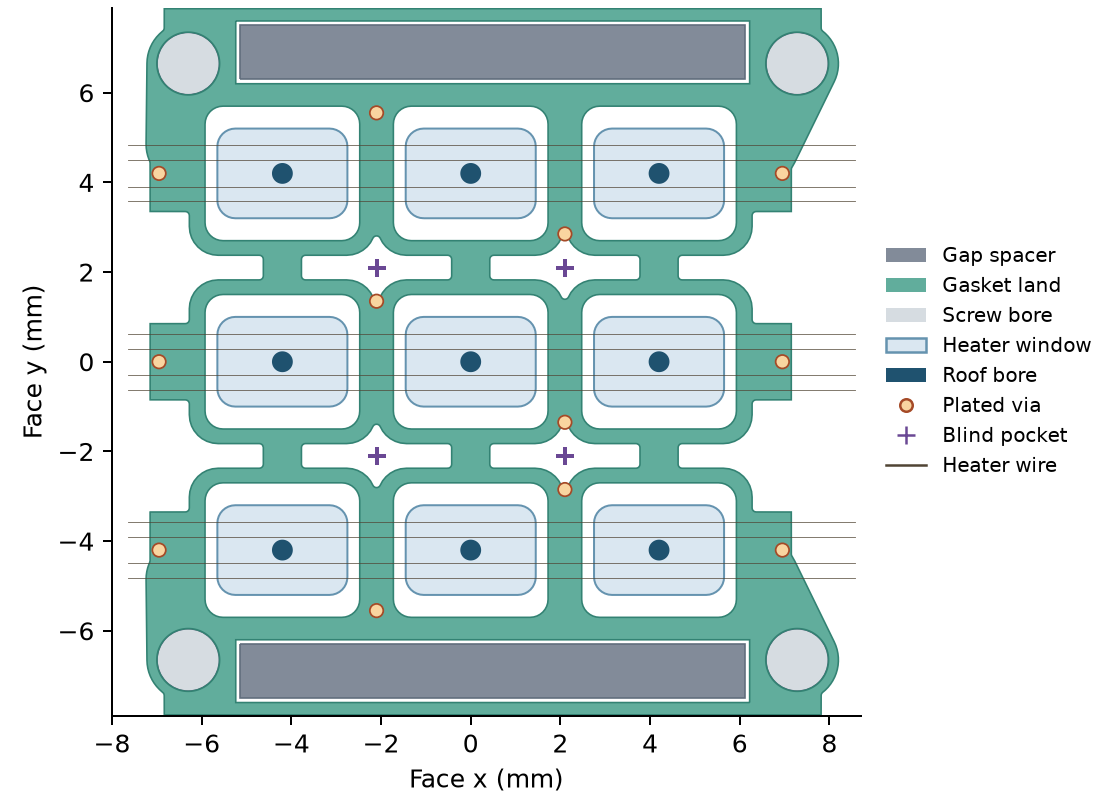 6
4
2
0
−2
−4
−6
Face y (mm)
−8
−6
−4
−2
0
2
4
6
8
Face x (mm)
Gap spacer
Gasket land
Screw bore
Heater window
Roof bore
Plated via
Blind pocket
Heater wire